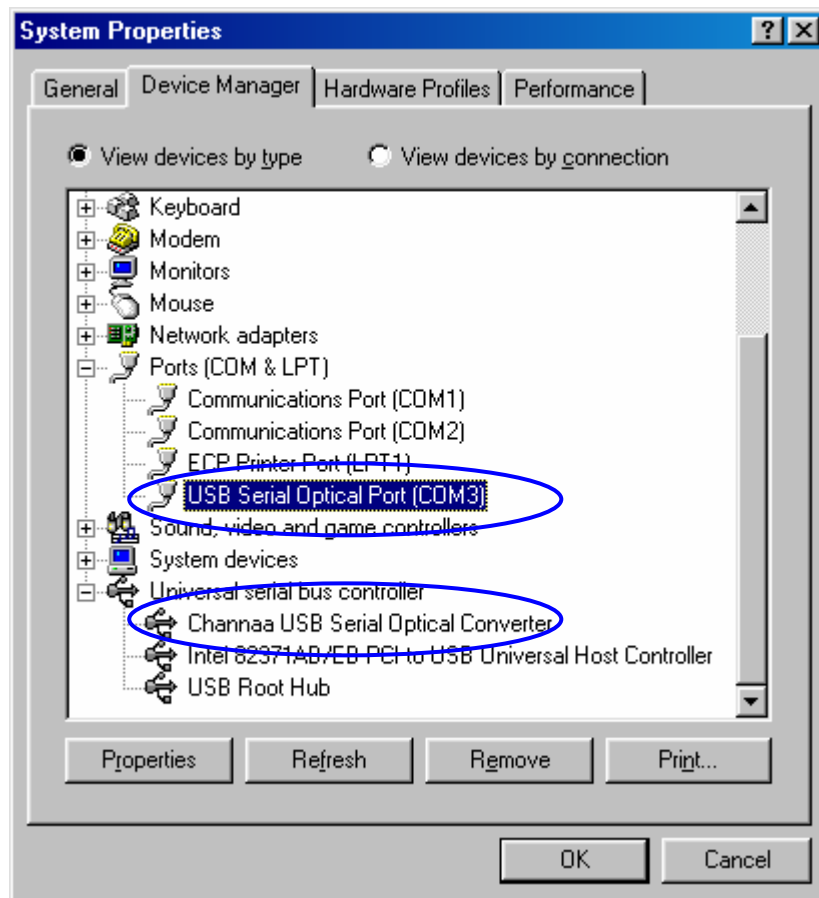 System Properties
General Device Manager Hardware Profiles Performance
View devices by type View devices by connection
Keyboard
Modem
Monitors
Mouse
Network adapters
Ports (COM & LPT)
Communications Port (COM1)
Communications Port (COM2)
ECP Printer Port (LPT1)
USB Serial Optical Port (COM3)
Sound, video and game controllers
System devices
Universal serial bus controller
Channaa USB Serial Optical Converter
Intel 82371AB/EB PCI to USB Universal Host Controller
USB Root Hub
Properties Refresh Remove Print...
OK Cancel